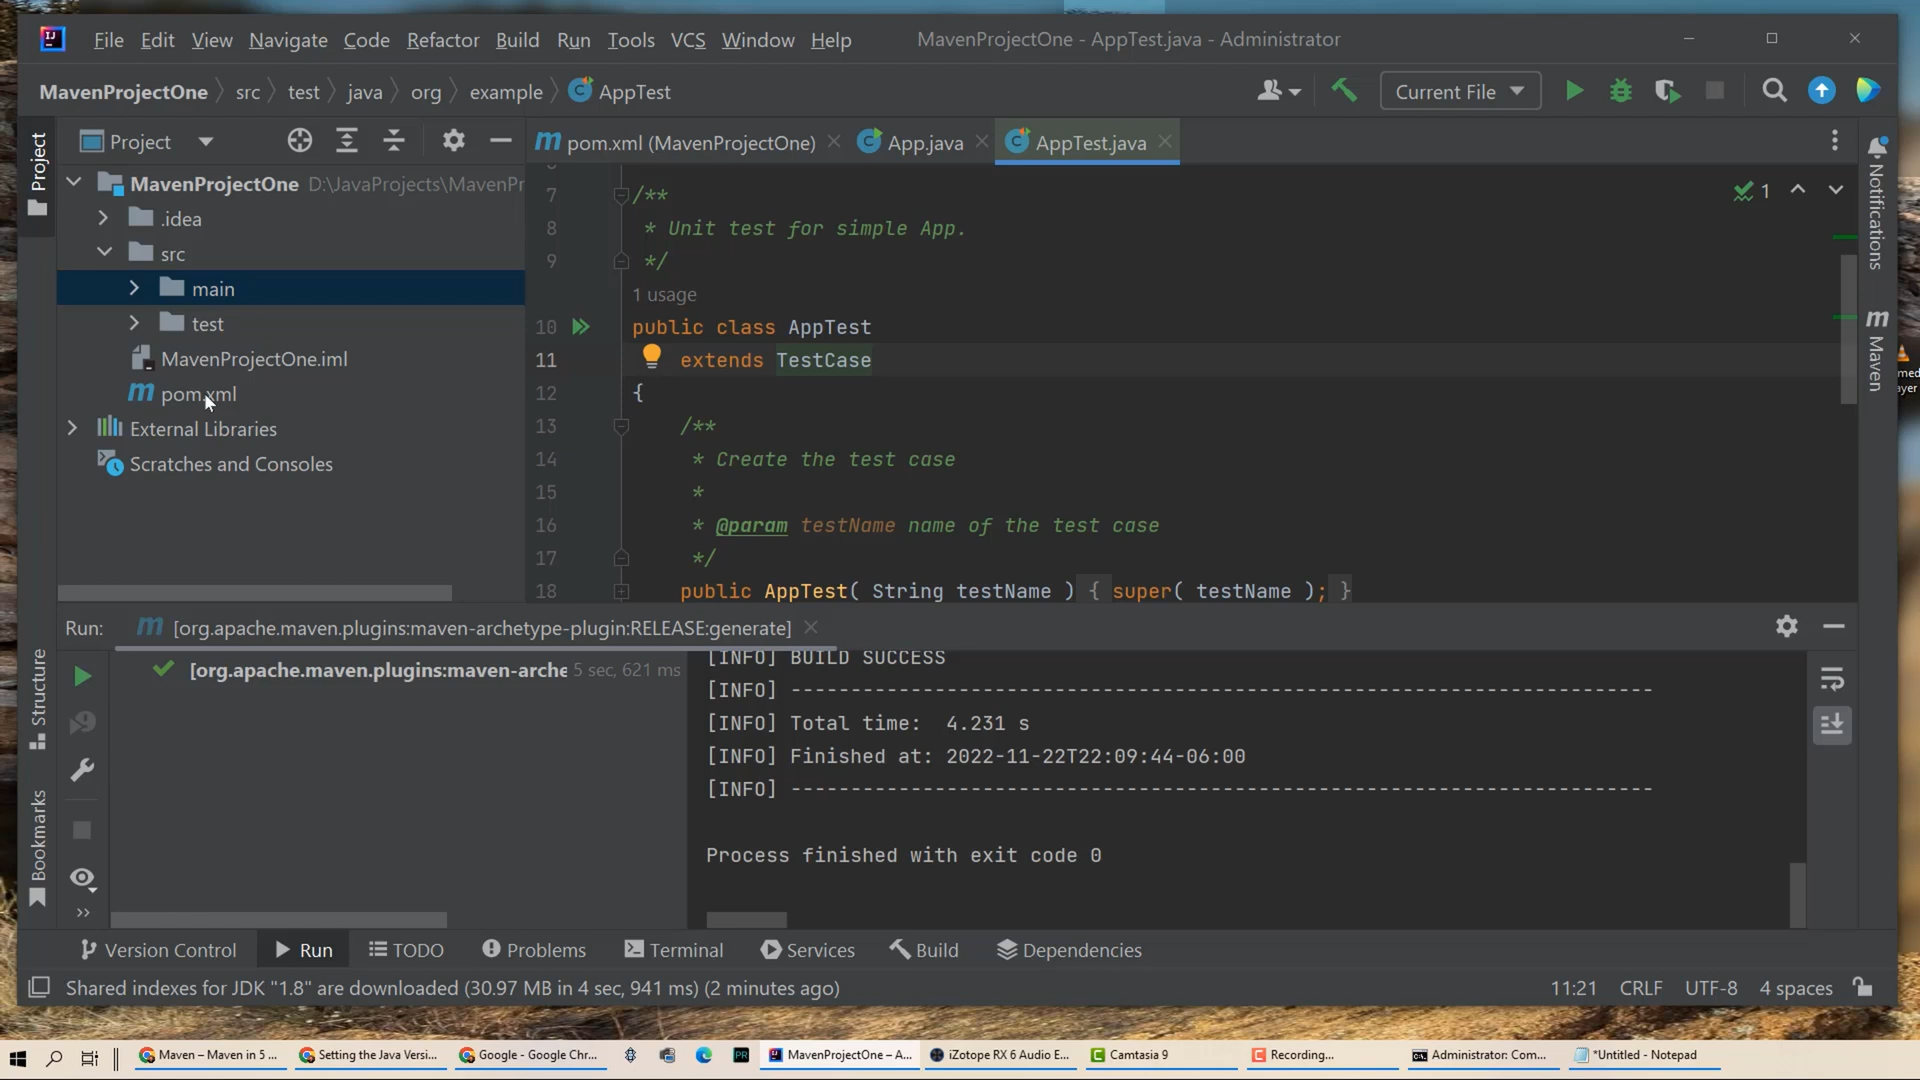 File Edit View Navigate Code Refactor Build Run Tools VCS Window Help MavenProjectOne - AppTest.java - Administrator
MavenProjectOne src test java org example AppTest Current File
Project
Project
pom.xml (MavenProjectOne) App.java AppTest.java
MavenProjectOne D:\JavaProjects\MavenPr
.idea
src
main
test
MavenProjectOne.iml
pom.xml
External Libraries
Scratches and Consoles
7 /**
8 * Unit test for simple App.
9 */
1 usage
10 public class AppTest
11 extends TestCase
12 {
13 /**
14 * Create the test case
15 *
16 * @param testName name of the test case
17 */
18 public AppTest( String testName ) { super( testName ); }
1
Notifications
Maven
med
ayer
Run: [org.apache.maven.plugins:maven-archetype-plugin:RELEASE:generate]
[org.apache.maven.plugins:maven-arche 5 sec, 621 ms
[INFO] BUILD SUCCESS
[INFO] ------------------------------------------------------------------------
[INFO] Total time:  4.231 s
[INFO] Finished at: 2022-11-22T22:09:44-06:00
[INFO] ------------------------------------------------------------------------
Process finished with exit code 0
Structure
Bookmarks
Version Control Run TODO Problems Terminal Services Build Dependencies
Shared indexes for JDK "1.8" are downloaded (30.97 MB in 4 sec, 941 ms) (2 minutes ago) 11:21 CRLF UTF-8 4 spaces
Maven – Maven in 5 ... Setting the Java Versi... Google - Google Chr... PR MavenProjectOne – A... iZotope RX 6 Audio E... Camtasia 9 Recording... Administrator: Com... *Untitled - Notepad